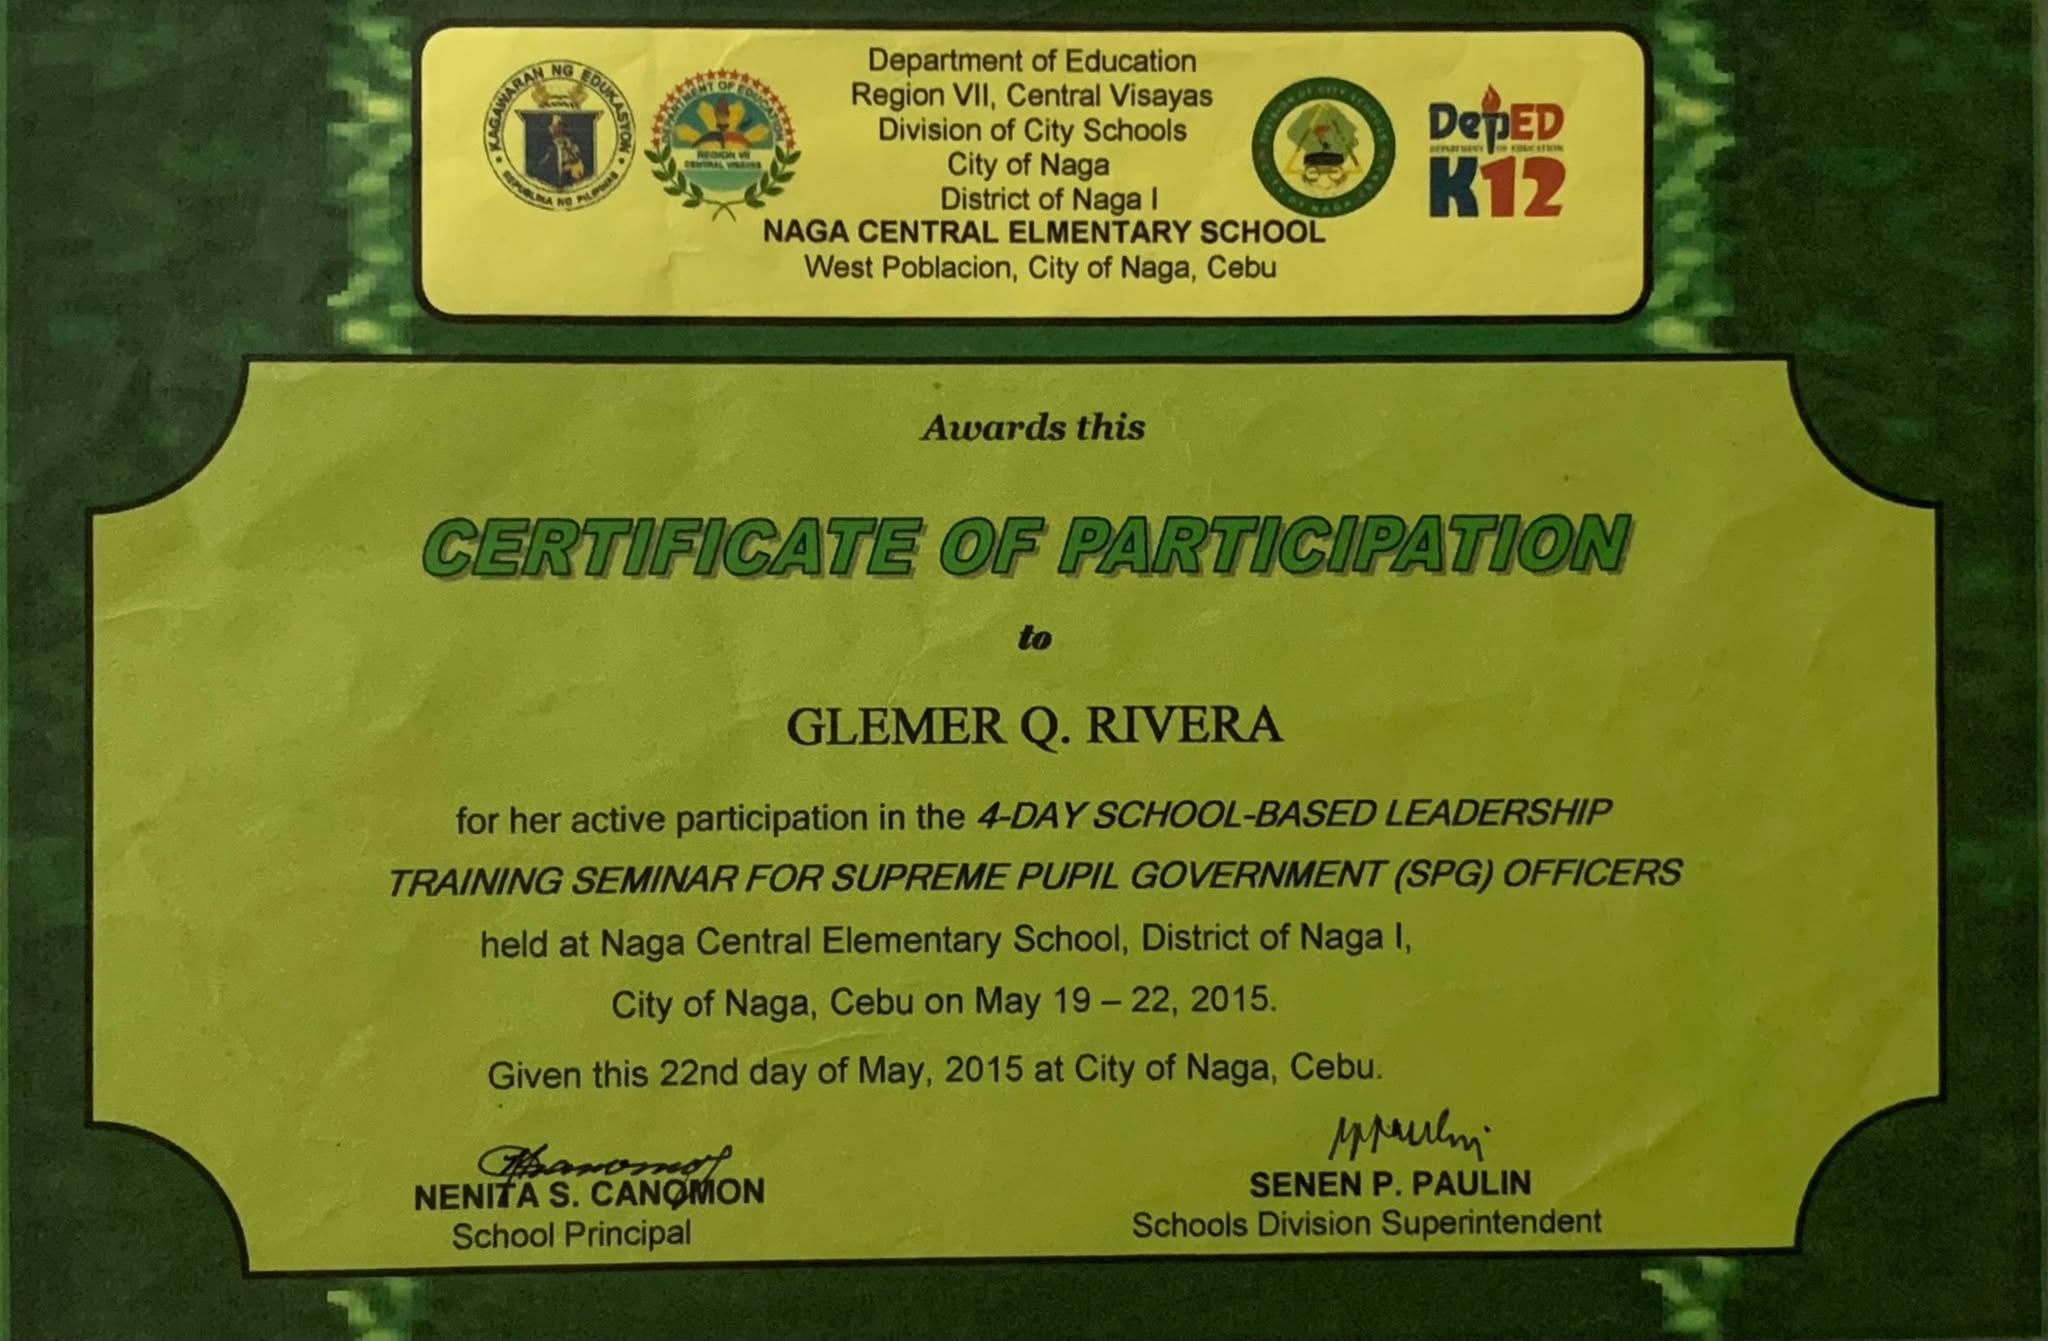 Department of Education
Region VII, Central Visayas
Division of City Schools
City of Naga
District of Naga I
NAGA CENTRAL ELMENTARY SCHOOL
West Poblacion, City of Naga, Cebu
KAGAWARAN NG EDUKASYON
REPUBLIKA NG PILIPINAS
DEPARTMENT OF EDUCATION
REGION VII
CENTRAL VISAYAS
DIVISION OF CITY SCHOOLS
DepED
DEPARTMENT OF EDUCATION
K12
Awards this
CERTIFICATE OF PARTICIPATION
to
GLEMER Q. RIVERA
for her active participation in the 4-DAY SCHOOL-BASED LEADERSHIP
TRAINING SEMINAR FOR SUPREME PUPIL GOVERNMENT (SPG) OFFICERS
held at Naga Central Elementary School, District of Naga I,
City of Naga, Cebu on May 19 – 22, 2015.
Given this 22nd day of May, 2015 at City of Naga, Cebu.
NENITA S. CANOMON
School Principal
SENEN P. PAULIN
Schools Division Superintendent